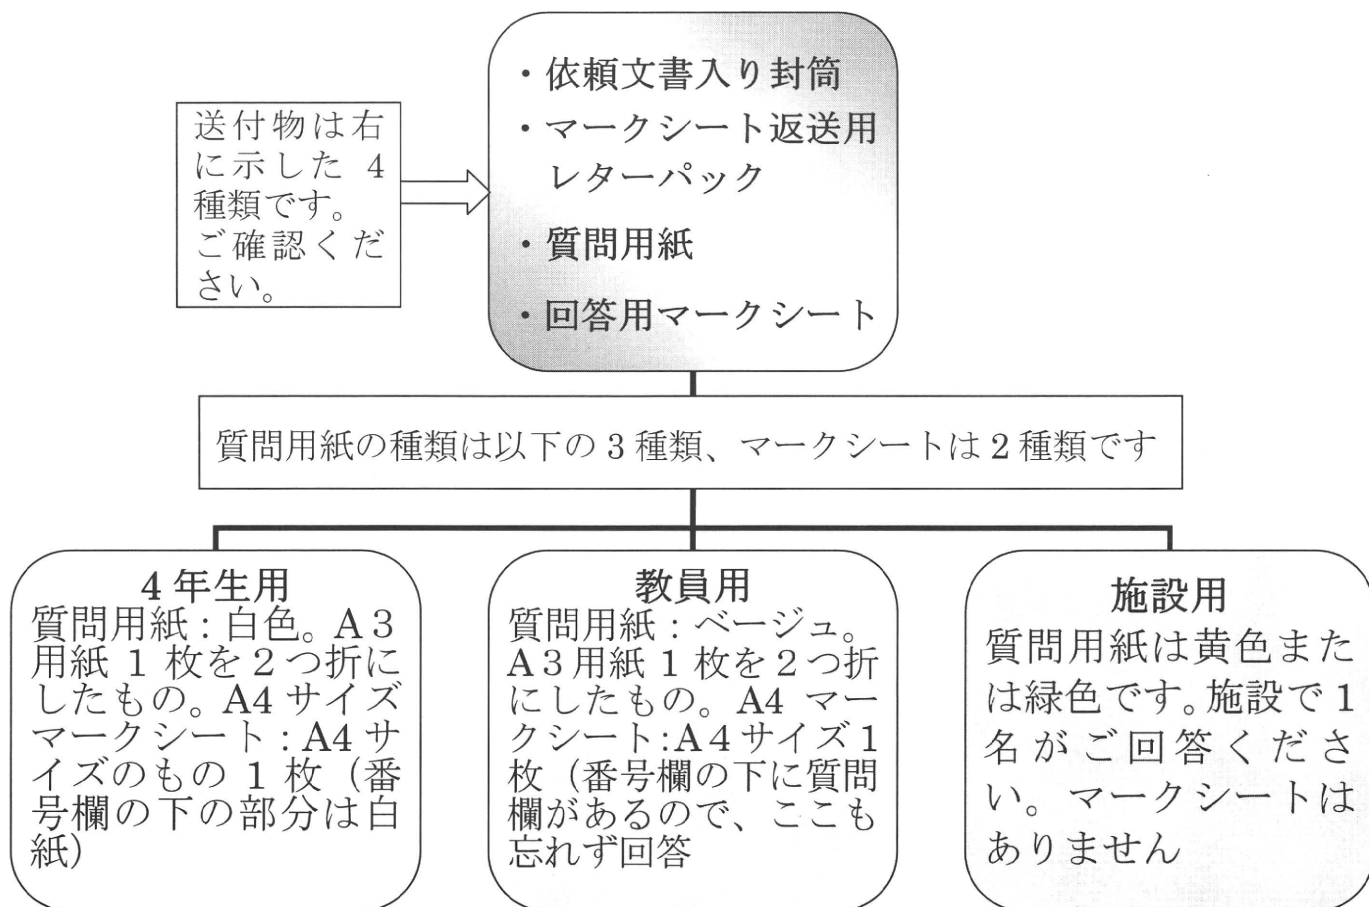 送付物は右
に示した 4
種類です。
ご確認くだ
さい。
・依頼文書入り封筒
・マークシート返送用
レターパック
・質問用紙
・回答用マークシート
質問用紙の種類は以下の 3 種類、マークシートは 2 種類です
4 年生用
質問用紙：白色。A３
用紙 1 枚を２つ折に
したもの。A4 サイズ
マークシート：A4 サ
イズのもの 1 枚（番
号欄の下の部分は白
紙）
教員用
質問用紙：ベージュ。
A３用紙 1 枚を２つ折
にしたもの。A4 マー
クシート:A４サイズ１
枚（番号欄の下に質問
欄があるので、ここも
忘れず回答
施設用
質問用紙は黄色また
は緑色です。施設で 1
名がご回答くださ
い。マークシートは
ありません